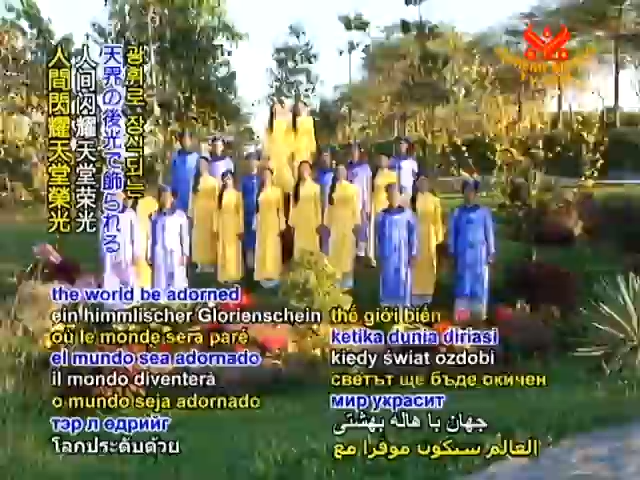 人間閃耀天堂榮光
人间闪耀天堂荣光
天界の後光で飾られる
광휘로 장식되는
the world be adorned
ein himmlischer Glorienschein
où le monde sera paré
el mundo sea adornado
il mondo diventerà
o mundo seja adornado
тэр л өдрийг
โลกประดับด้วย
thế giới biến
ketika dunia diriasi
kiedy świat ozdobi
светът ще бъде окичен
мир украсит
جهان با هاله بهشتی
العالم سيكون موفرا مع